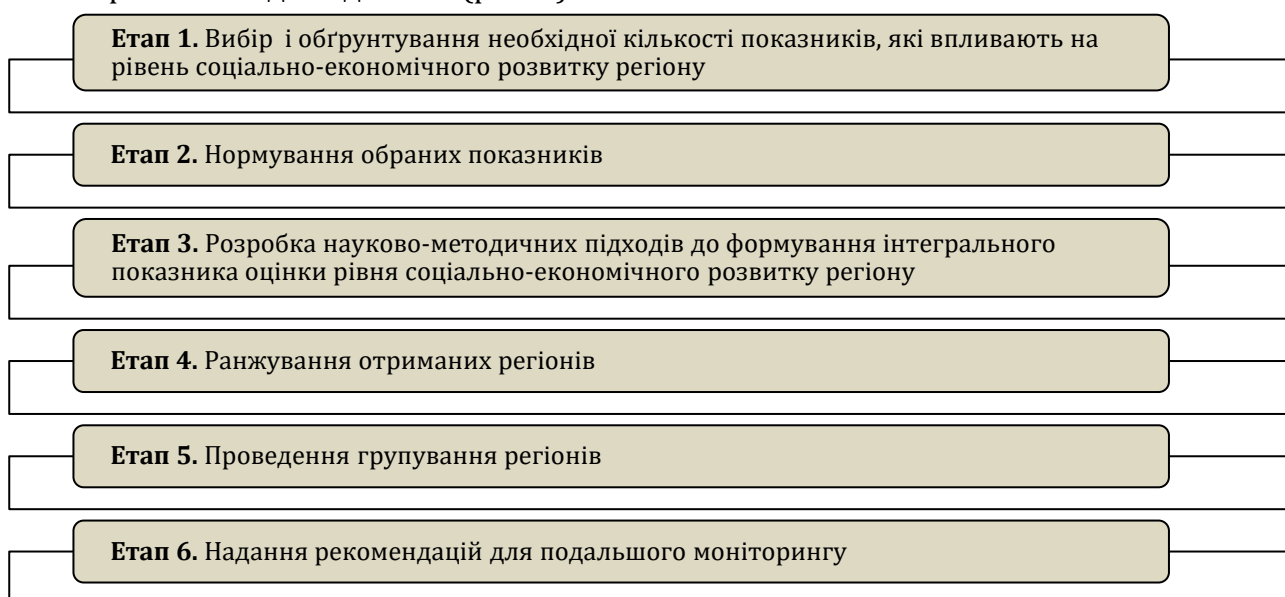 Етап 1. Вибір і обґрунтування необхідної кількості показників, які впливають на
рівень соціально-економічного розвитку регіону
Етап 2. Нормування обраних показників
Етап 3. Розробка науково-методичних підходів до формування інтегрального
показника оцінки рівня соціально-економічного розвитку регіону
Етап 4. Ранжування отриманих регіонів
Етап 5. Проведення групування регіонів
Етап 6. Надання рекомендацій для подальшого моніторингу